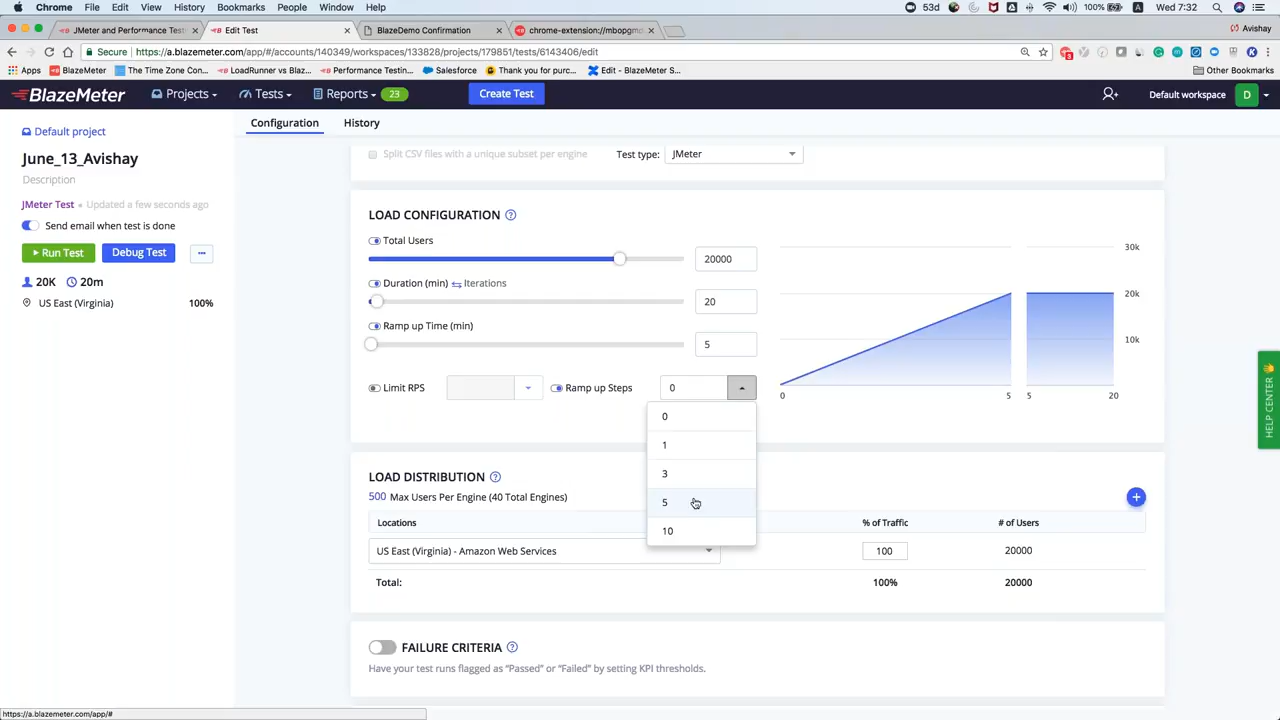 Chrome File Edit View History Bookmarks People Window Help 53d 100% Wed 7:32
JMeter and Performance Testin Edit Test BlazeDemo Confirmation chrome-extension://mbopgmd Avishay
Secure https://a.blazemeter.com/app/#/accounts/140349/workspaces/133828/projects/179851/tests/6143406/edit
Apps BlazeMeter The Time Zone Con... LoadRunner vs Blaz... Performance Testin... Salesforce Thank you for purc... Edit - BlazeMeter S... Other Bookmarks
BlazeMeter Projects Tests Reports 23 Create Test Default workspace D
Default project
Configuration History
June_13_Avishay
Description
JMeter Test Updated a few seconds ago
Send email when test is done
Run Test Debug Test ...
20K 20m
US East (Virginia) 100%
Split CSV files with a unique subset per engine Test type: JMeter
LOAD CONFIGURATION ?
Total Users
20000
Duration (min) Iterations
20
Ramp up Time (min)
5
Limit RPS Ramp up Steps 0
0
1
3
5
10
30k
20k
10k
0 5 5 20
LOAD DISTRIBUTION ?
500 Max Users Per Engine (40 Total Engines)
+
Locations % of Traffic # of Users
US East (Virginia) - Amazon Web Services 100 20000
Total: 100% 20000
FAILURE CRITERIA ?
Have your test runs flagged as “Passed” or “Failed” by setting KPI thresholds.
HELP CENTER
https://a.blazemeter.com/app/#